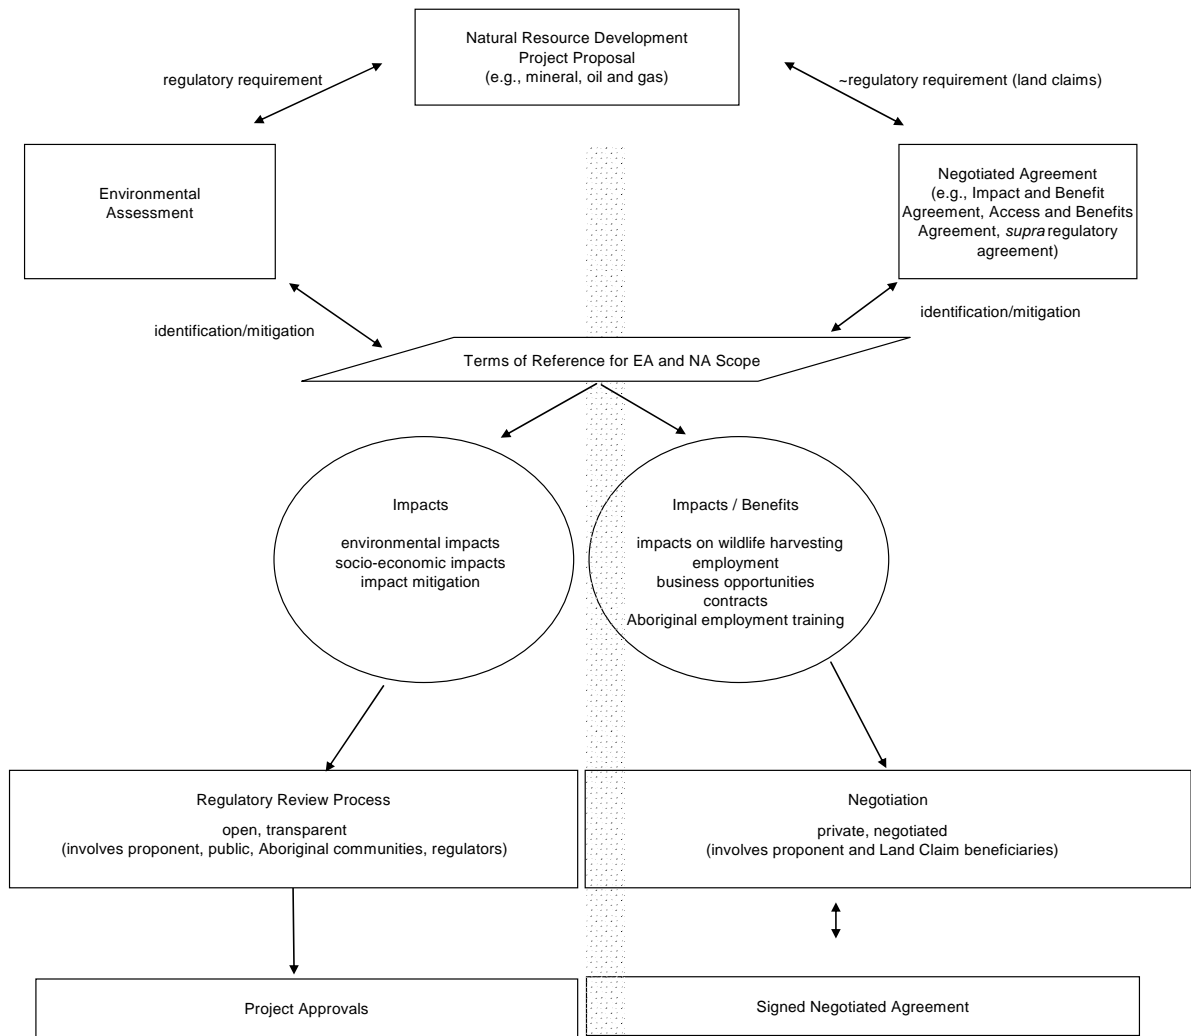 Natural Resource Development
Project Proposal
(e.g., mineral, oil and gas)
regulatory requirement
~regulatory requirement (land claims)
Environmental
Assessment
Negotiated Agreement
(e.g., Impact and Benefit
Agreement, Access and Benefits
Agreement, supra regulatory
agreement)
identification/mitigation
identification/mitigation
Terms of Reference for EA and NA Scope
Impacts
environmental impacts
socio-economic impacts
impact mitigation
Impacts / Benefits
impacts on wildlife harvesting
employment
business opportunities
contracts
Aboriginal employment training
Regulatory Review Process
open, transparent
(involves proponent, public, Aboriginal communities, regulators)
Negotiation
private, negotiated
(involves proponent and Land Claim beneficiaries)
Project Approvals
Signed Negotiated Agreement